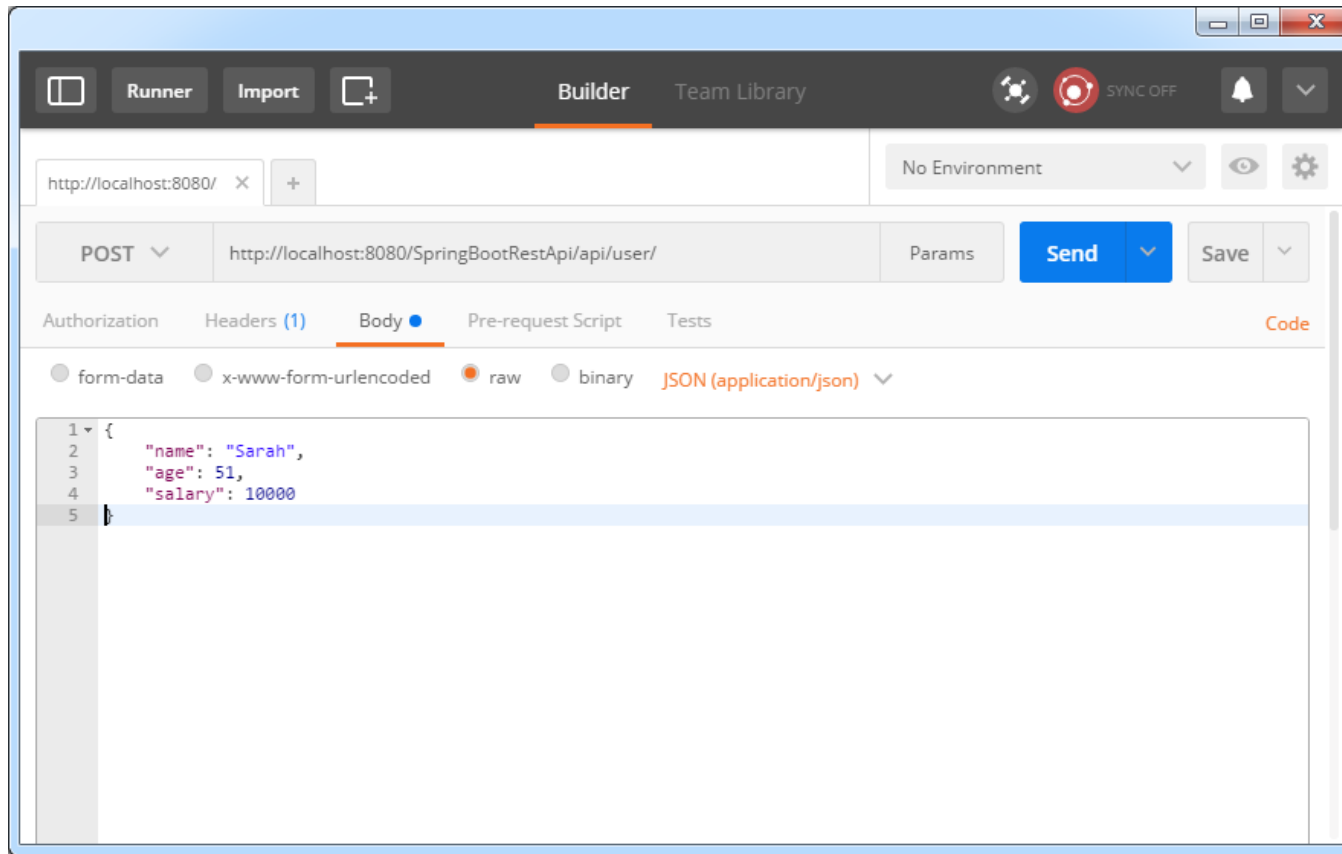 Runner Import Builder Team Library SYNC OFF
http://localhost:8080/ No Environment
POST http://localhost:8080/SpringBootRestApi/api/user/ Params Send Save
Authorization Headers (1) Body Pre-request Script Tests Code
form-data x-www-form-urlencoded raw binary JSON (application/json)
1 {
2 "name": "Sarah",
3 "age": 51,
4 "salary": 10000
5 }